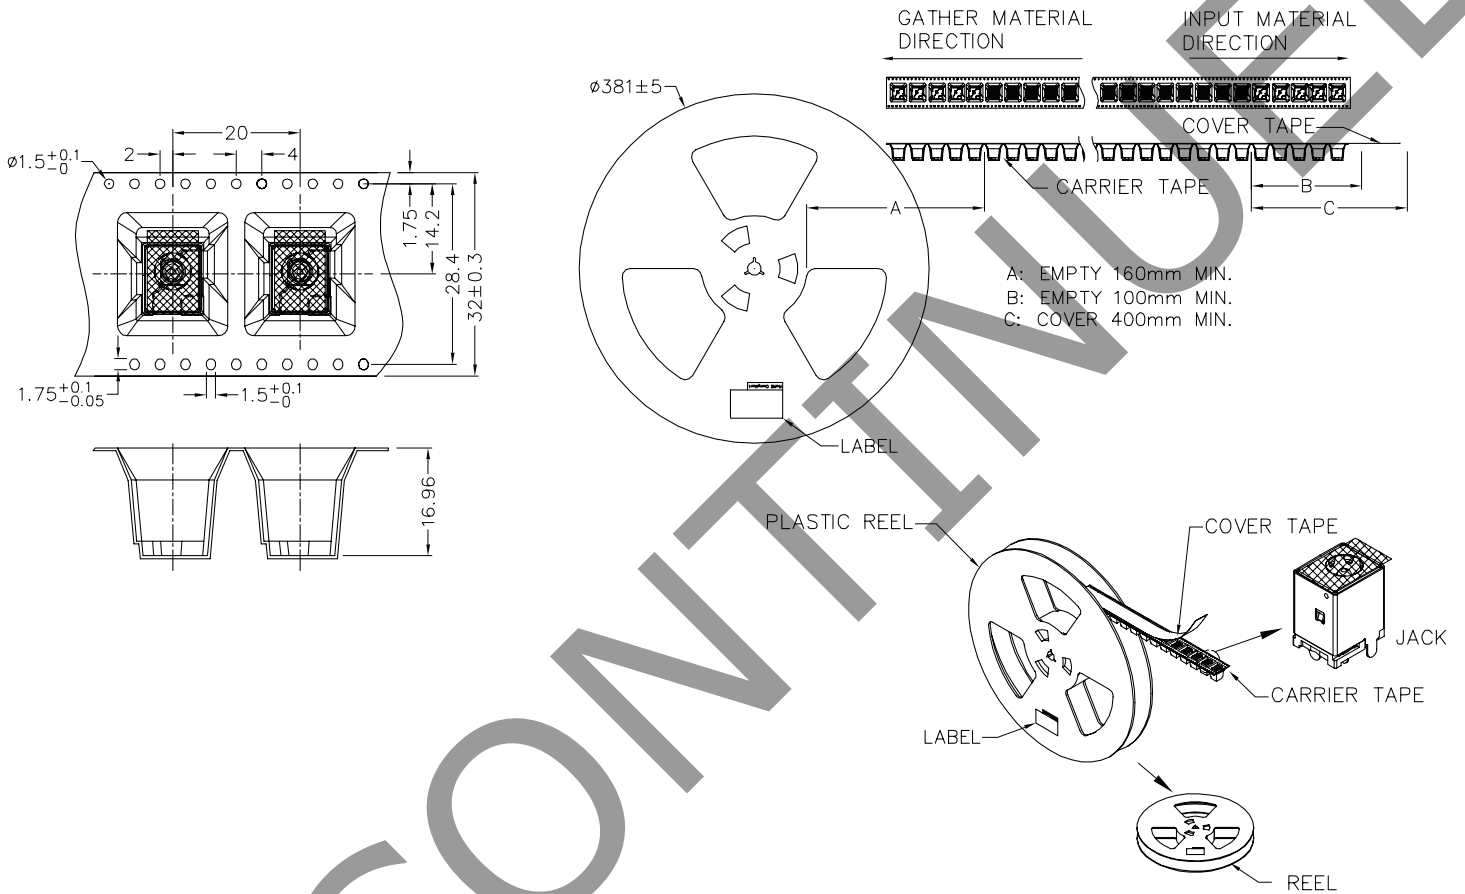 GATHER MATERIAL
DIRECTION
INPUT MATERIAL
DIRECTION
COVER TAPE
CARRIER TAPE
A
B
C
A: EMPTY 160mm MIN.
B: EMPTY 100mm MIN.
C: COVER 400mm MIN.
ø381±5
RoHS Compliant
LABEL
20
2
4
ø1.5+0.1
-0
1.75
14.2
28.4
32±0.3
1.75+0.1
-0.05
1.5+0.1
-0
16.96
PLASTIC REEL
COVER TAPE
JACK
CARRIER TAPE
LABEL
REEL
CONTINUED